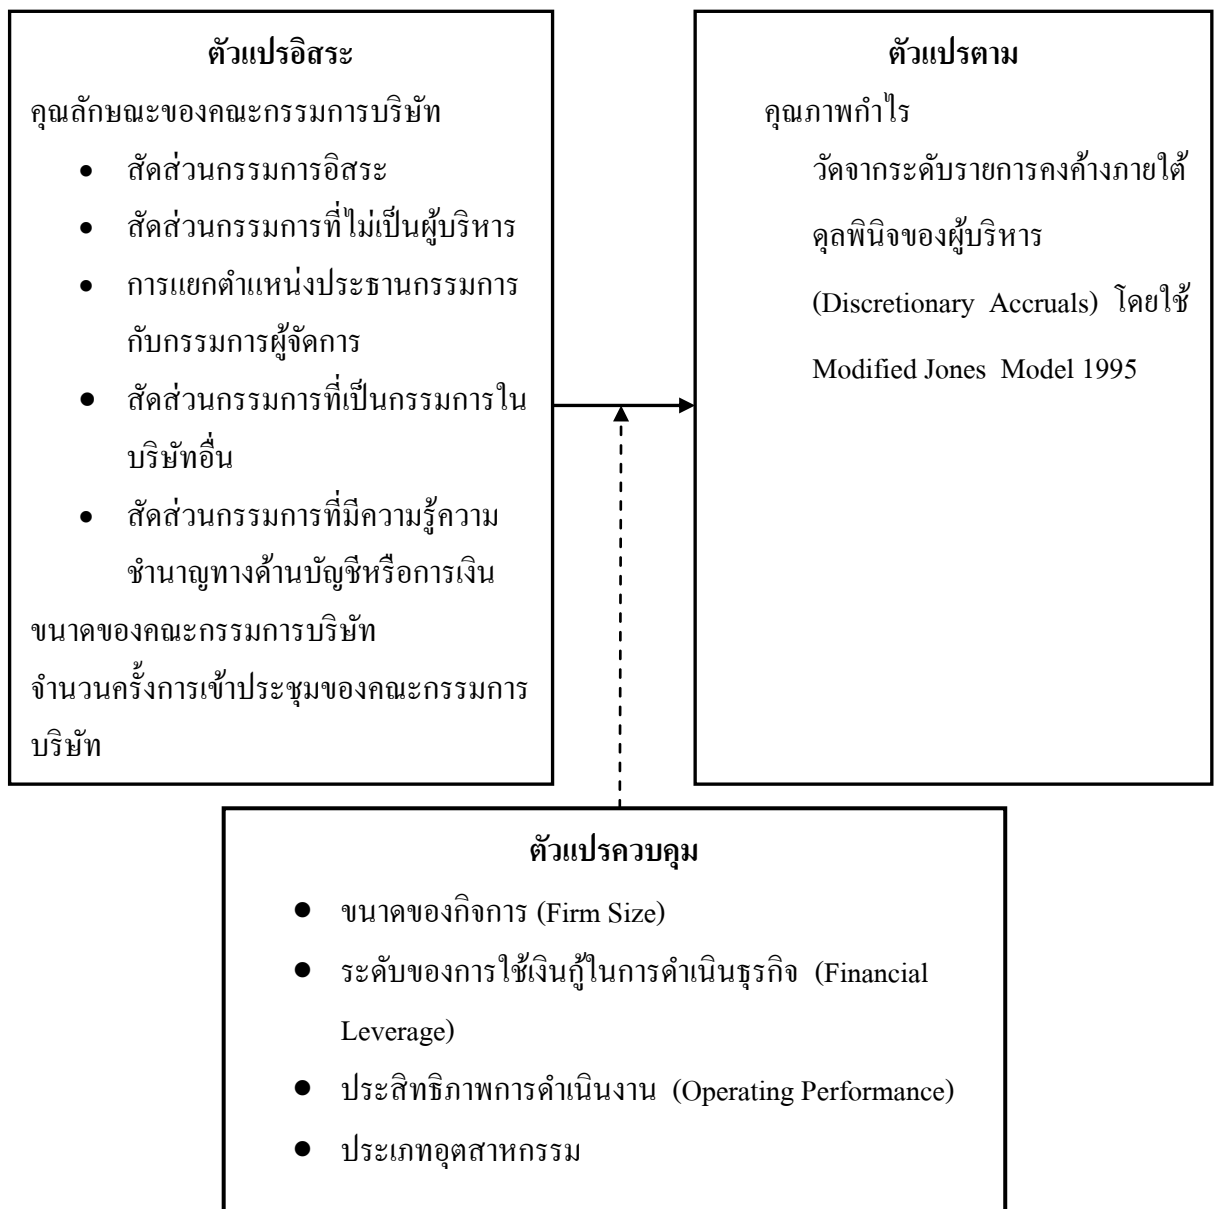 ตัวแปรอิสระ
คุณลักษณะของคณะกรรมการบริษัท
• สัดส่วนกรรมการอิสระ
• สัดส่วนกรรมการที่ไม่เป็นผู้บริหาร
• การแยกตำแหน่งประธานกรรมการ
กับกรรมการผู้จัดการ
• สัดส่วนกรรมการที่เป็นกรรมการใน
บริษัทอื่น
• สัดส่วนกรรมการที่มีความรู้ความ
ชำนาญทางด้านบัญชีหรือการเงิน
ขนาดของคณะกรรมการบริษัท
จำนวนครั้งการเข้าประชุมของคณะกรรมการ
บริษัท
ตัวแปรตาม
คุณภาพกำไร
วัดจากระดับรายการคงค้างภายใต้
ดุลพินิจของผู้บริหาร
(Discretionary Accruals) โดยใช้
Modified Jones Model 1995
ตัวแปรควบคุม
• ขนาดของกิจการ (Firm Size)
• ระดับของการใช้เงินกู้ในการดำเนินธุรกิจ (Financial
Leverage)
• ประสิทธิภาพการดำเนินงาน (Operating Performance)
• ประเภทอุตสาหกรรม